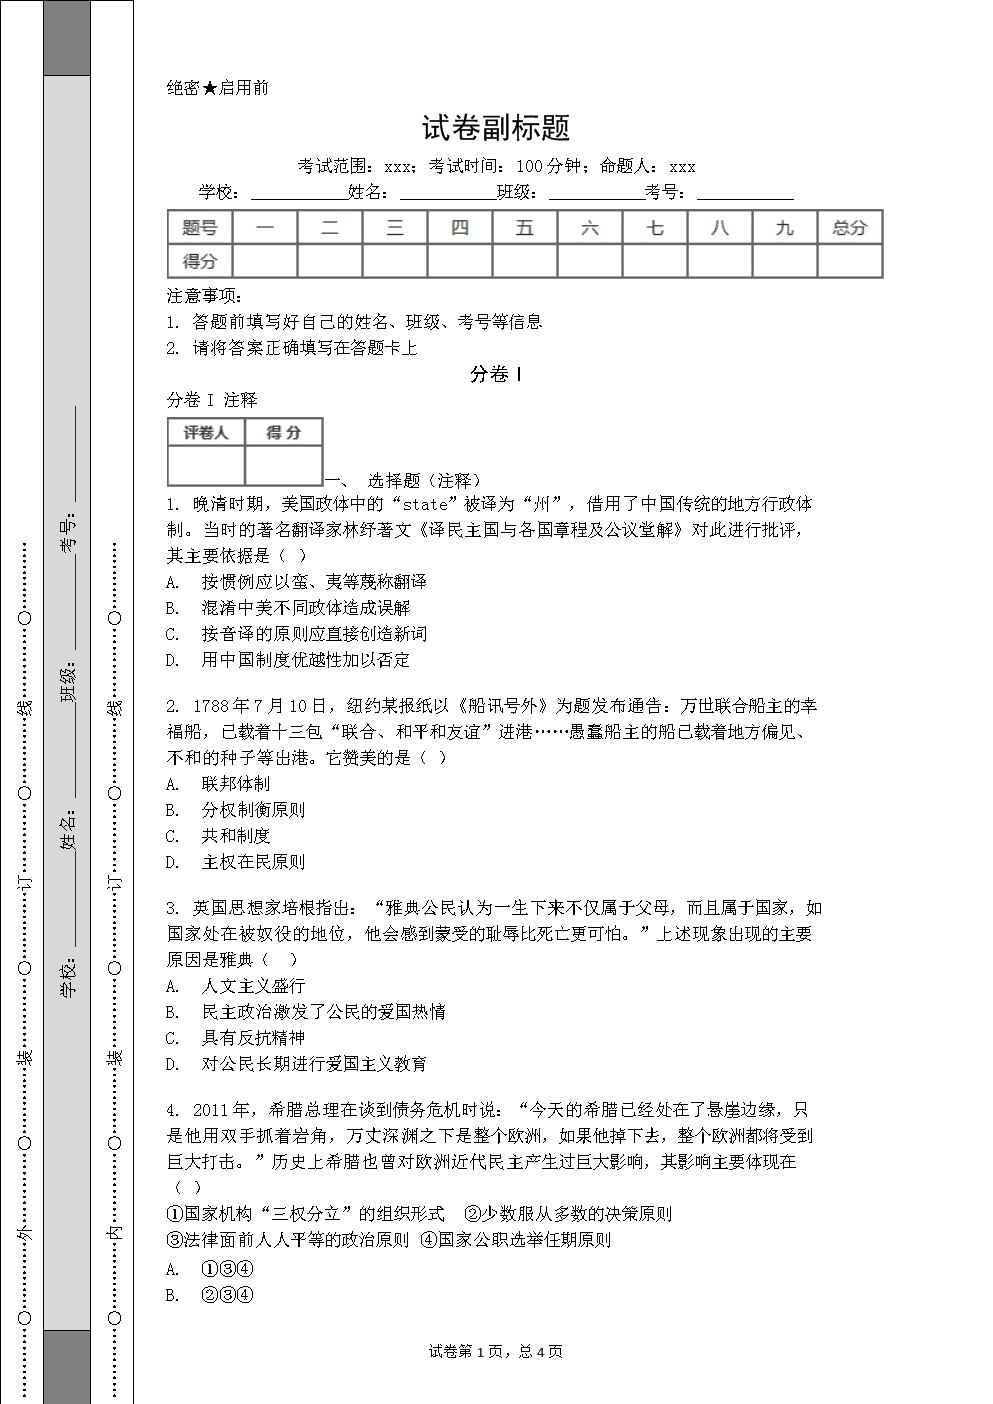 绝密★启用前
试卷副标题
考试范围：xxx；考试时间：100分钟；命题人：xxx
学校：___________姓名：___________班级：___________考号：___________
题号 一 二 三 四 五 六 七 八 九 总分
得分
注意事项：
1. 答题前填写好自己的姓名、班级、考号等信息
2. 请将答案正确填写在答题卡上
分卷I
分卷I 注释
评卷人 得 分
一、 选择题（注释）
1. 晚清时期，美国政体中的“state”被译为“州”，借用了中国传统的地方行政体
制。当时的著名翻译家林纾著文《译民主国与各国章程及公议堂解》对此进行批评，
其主要依据是（ ）
A. 按惯例应以蛮、夷等蔑称翻译
B. 混淆中美不同政体造成误解
C. 按音译的原则应直接创造新词
D. 用中国制度优越性加以否定
2. 1788年7月10日，纽约某报纸以《船讯号外》为题发布通告：万世联合船主的幸
福船，已载着十三包“联合、和平和友谊”进港……愚蠢船主的船已载着地方偏见、
不和的种子等出港。它赞美的是（ ）
A. 联邦体制
B. 分权制衡原则
C. 共和制度
D. 主权在民原则
3. 英国思想家培根指出：“雅典公民认为一生下来不仅属于父母，而且属于国家，如
国家处在被奴役的地位，他会感到蒙受的耻辱比死亡更可怕。”上述现象出现的主要
原因是雅典（ ）
A. 人文主义盛行
B. 民主政治激发了公民的爱国热情
C. 具有反抗精神
D. 对公民长期进行爱国主义教育
4. 2011年，希腊总理在谈到债务危机时说：“今天的希腊已经处在了悬崖边缘，只
是他用双手抓着岩角，万丈深渊之下是整个欧洲，如果他掉下去，整个欧洲都将受到
巨大打击。”历史上希腊也曾对欧洲近代民主产生过巨大影响，其影响主要体现在
（ ）
①国家机构“三权分立”的组织形式 ②少数服从多数的决策原则
③法律面前人人平等的政治原则 ④国家公职选举任期原则
A. ①③④
B. ②③④
试卷第1页，总4页
学校：___________姓名：___________班级：___________考号：___________
…………○…………外…………○…………装…………○…………订…………○…………线…………○…………
…………○…………内…………○…………装…………○…………订…………○…………线…………○…………